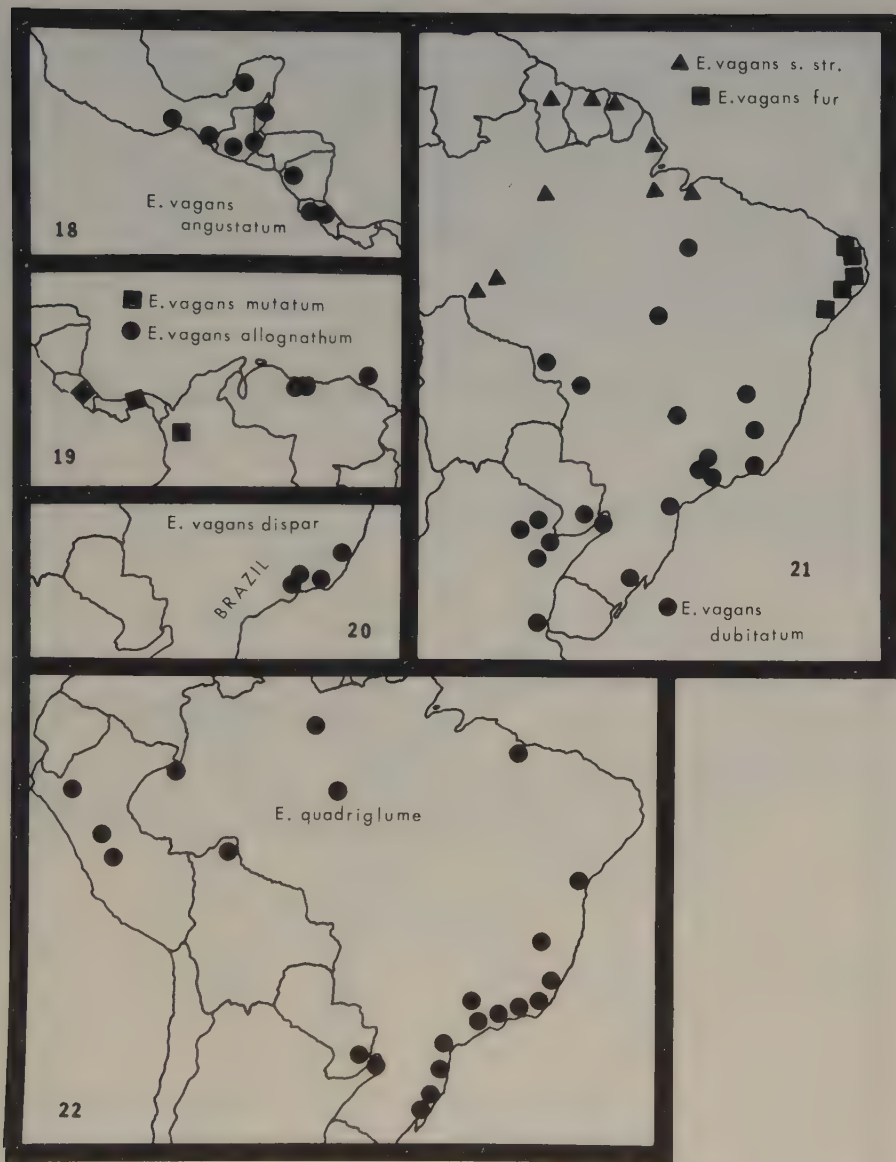 E. vagans
angustatum
18
E. vagans mutatum
E. vagans allognathum
19
E. vagans dispar
BRAZIL
20
E. vagans s. str.
E. vagans fur
21
E. vagans
dubitatum
E. quadriglume
22